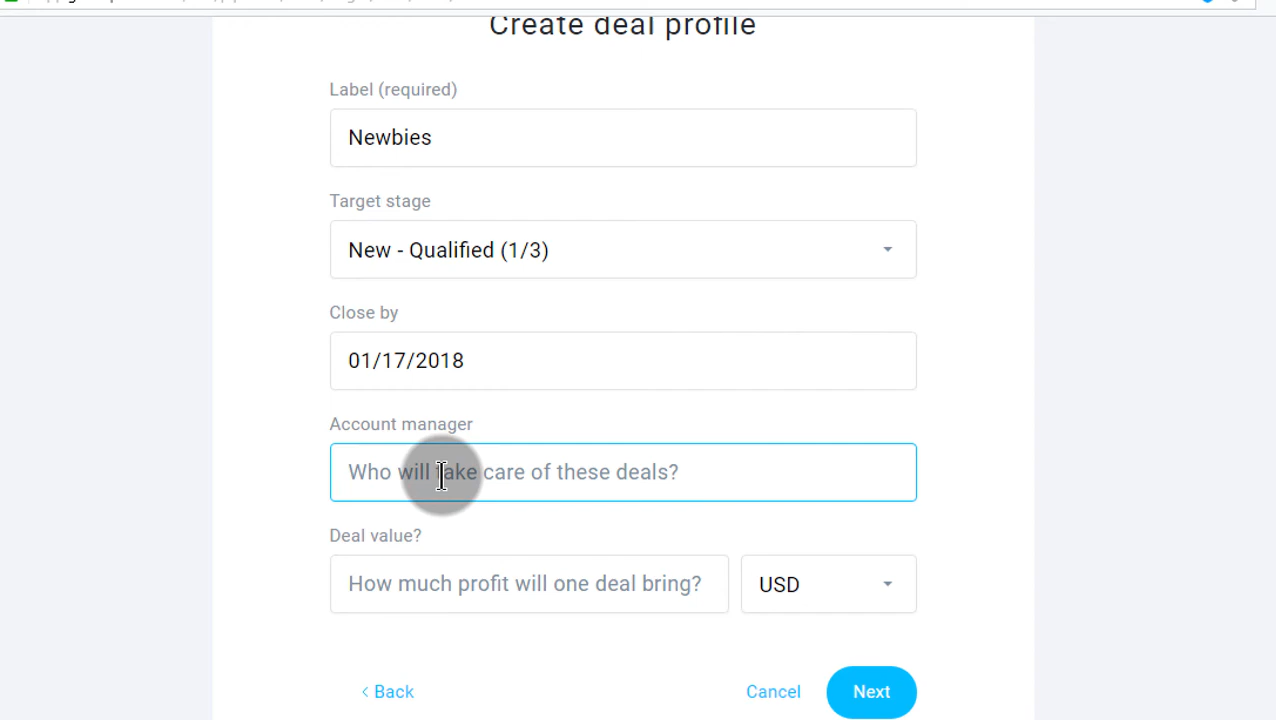 Create deal profile
Label (required)
Newbies
Target stage
New - Qualified (1/3)
Close by
01/17/2018
Account manager
Who will take care of these deals?
Deal value?
How much profit will one deal bring?
USD
< Back
Cancel
Next